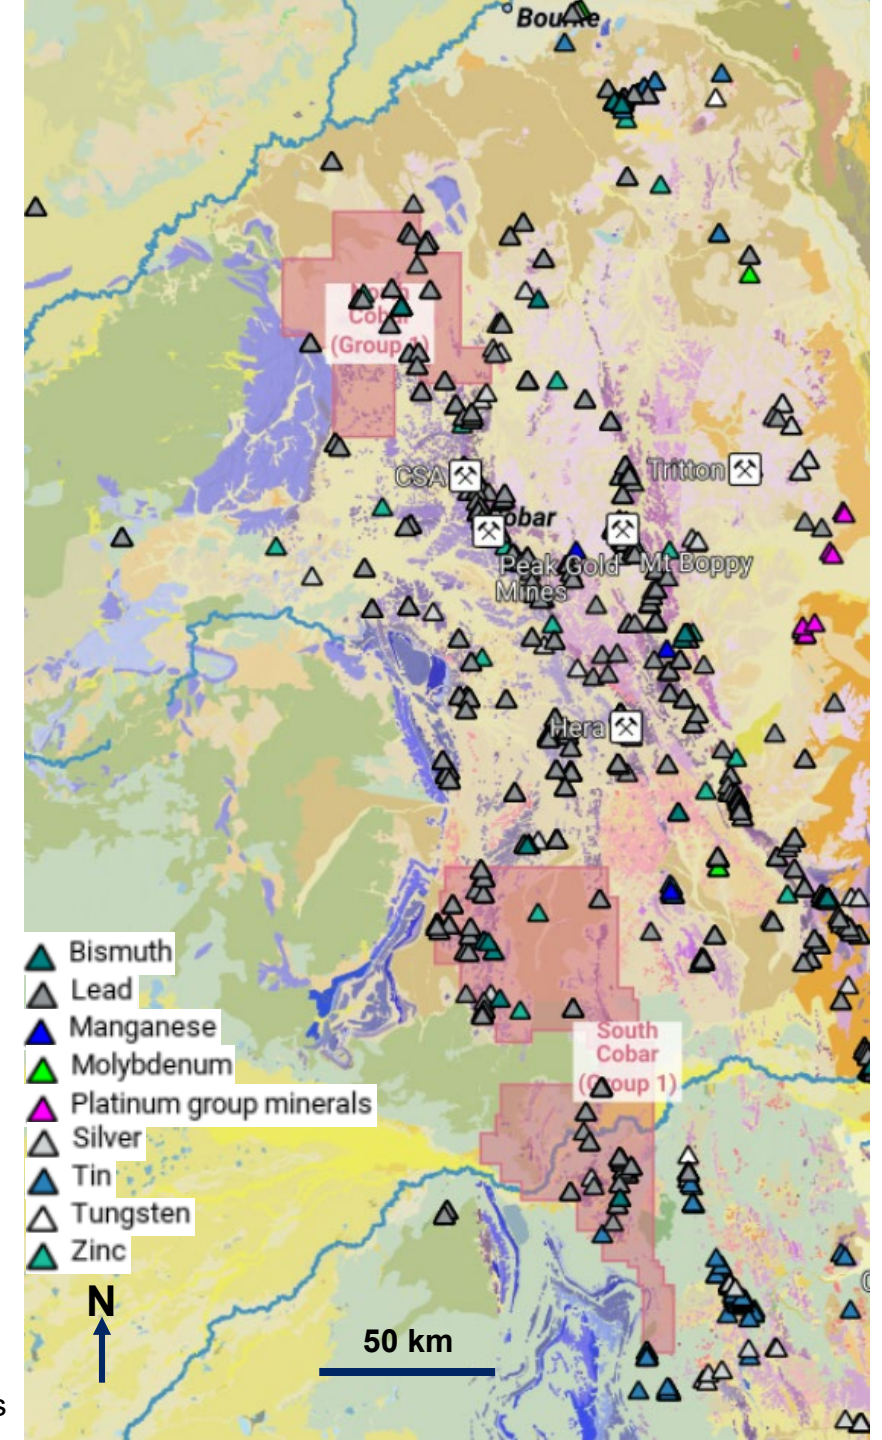 Bourke
North
Cobar
(Group 1)
CSA
Tritton
Cobar
Peak Gold
Mines
Mt Boppy
Hera
Bismuth
Lead
Manganese
Molybdenum
Platinum group minerals
Silver
Tin
Tungsten
Zinc
South
Cobar
(Group 1)
N
50 km
s